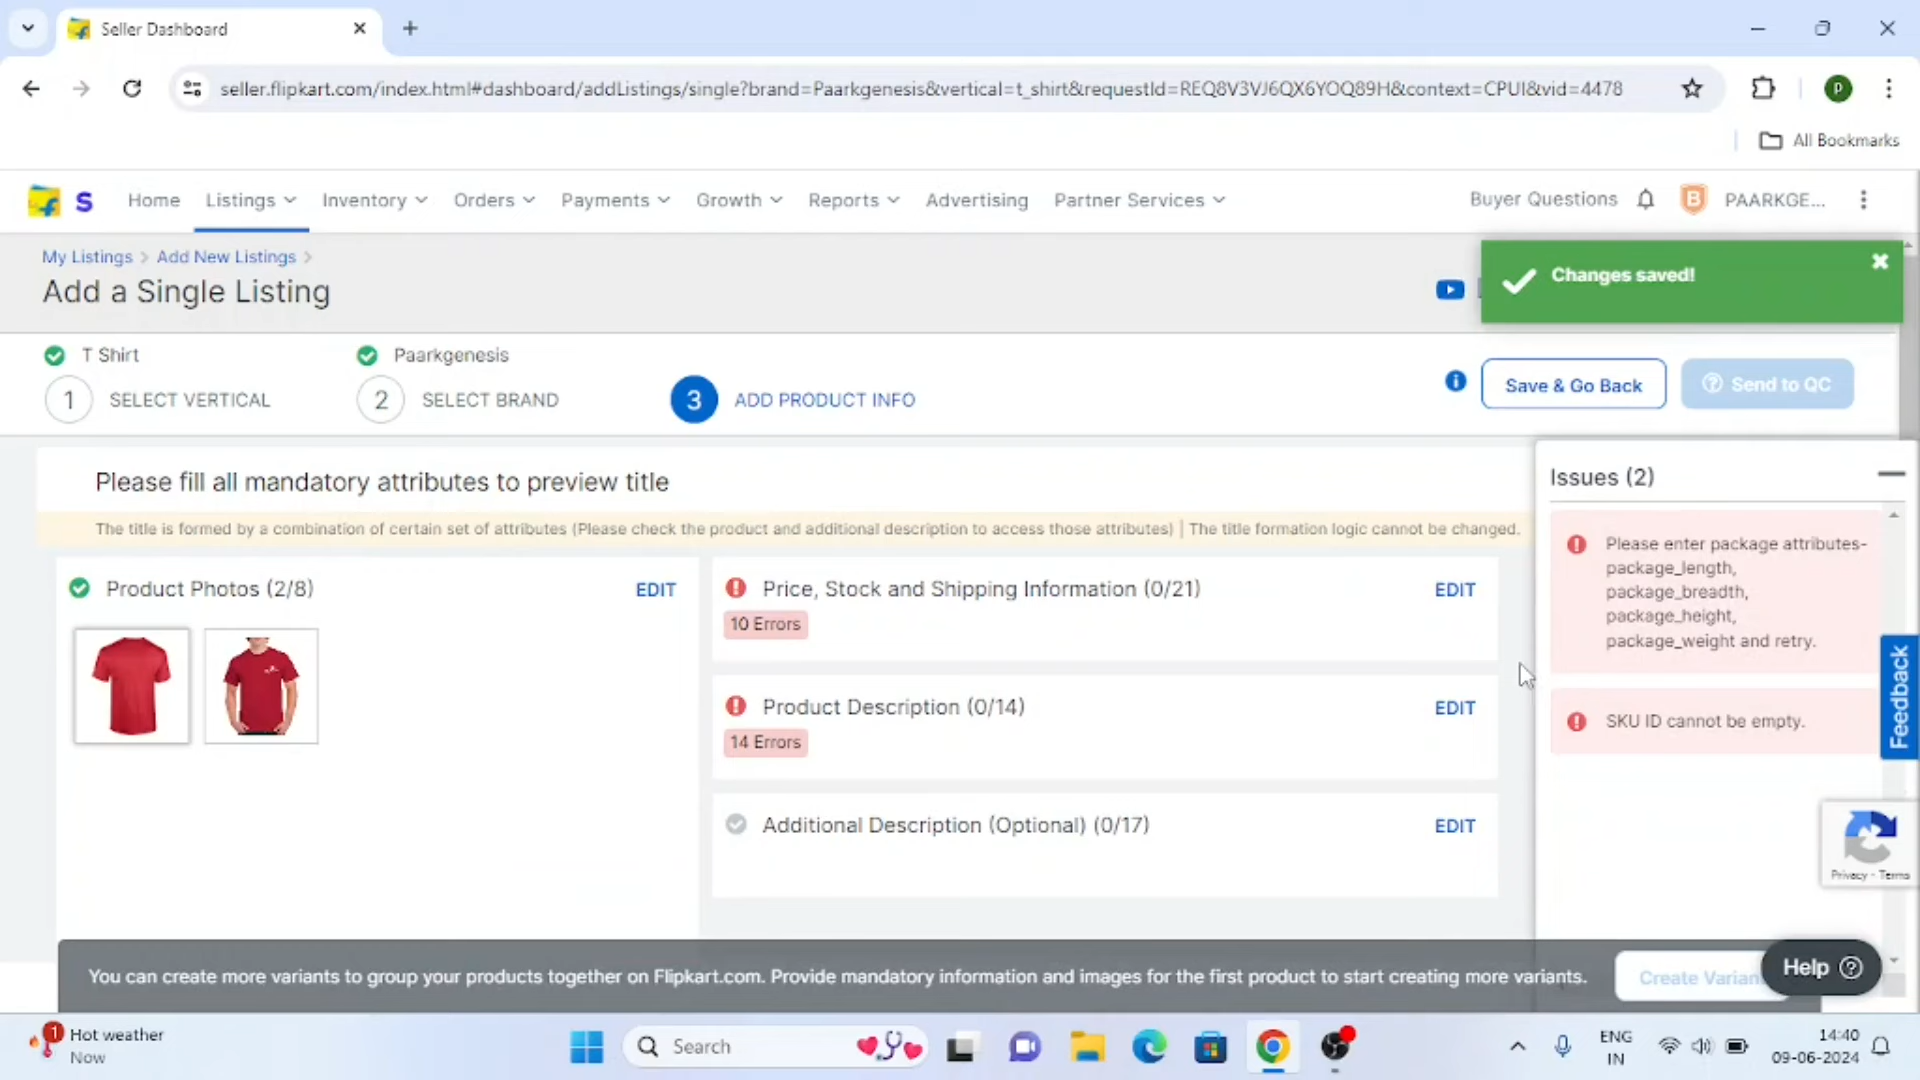 Seller Dashboard
seller.flipkart.com/index.html#dashboard/addListings/single?brand=Paarkgenesis&vertical=t_shirt&requestId=REQ8V3VJ6QX6YOQ89H&context=CPUI&vid=4478
P
All Bookmarks
S Home Listings Inventory Orders Payments Growth Reports Advertising Partner Services Buyer Questions B PAARKGE...
My Listings > Add New Listings >
Add a Single Listing
Changes saved!
T Shirt Paarkgenesis
1 SELECT VERTICAL 2 SELECT BRAND 3 ADD PRODUCT INFO
Save & Go Back Send to QC
Please fill all mandatory attributes to preview title
The title is formed by a combination of certain set of attributes (Please check the product and additional description to access those attributes) | The title formation logic cannot be changed.
Product Photos (2/8) EDIT
Price, Stock and Shipping Information (0/21) EDIT
10 Errors
Product Description (0/14) EDIT
14 Errors
Additional Description (Optional) (0/17) EDIT
Issues (2)
Please enter package attributes-
package_length,
package_breadth,
package_height,
package_weight and retry.
SKU ID cannot be empty.
Feedback
Privacy - Terms
You can create more variants to group your products together on Flipkart.com. Provide mandatory information and images for the first product to start creating more variants.
Create Varian
Help
1 Hot weather
Now
Search
ENG
IN
14:40
09-06-2024